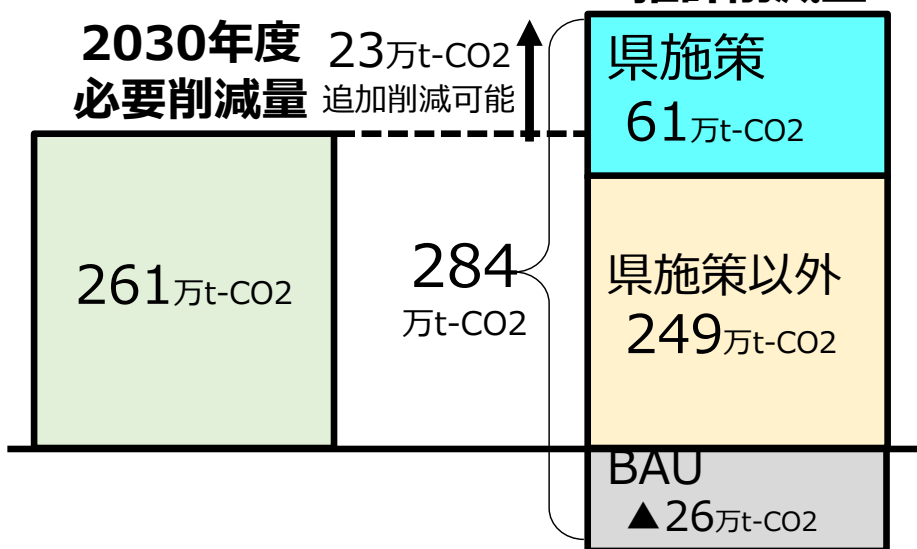 2030年度
必要削減量
23万t-CO2
追加削減可能
261万t-CO2
284
万t-CO2
県施策
61万t-CO2
県施策以外
249万t-CO2
BAU
▲26万t-CO2